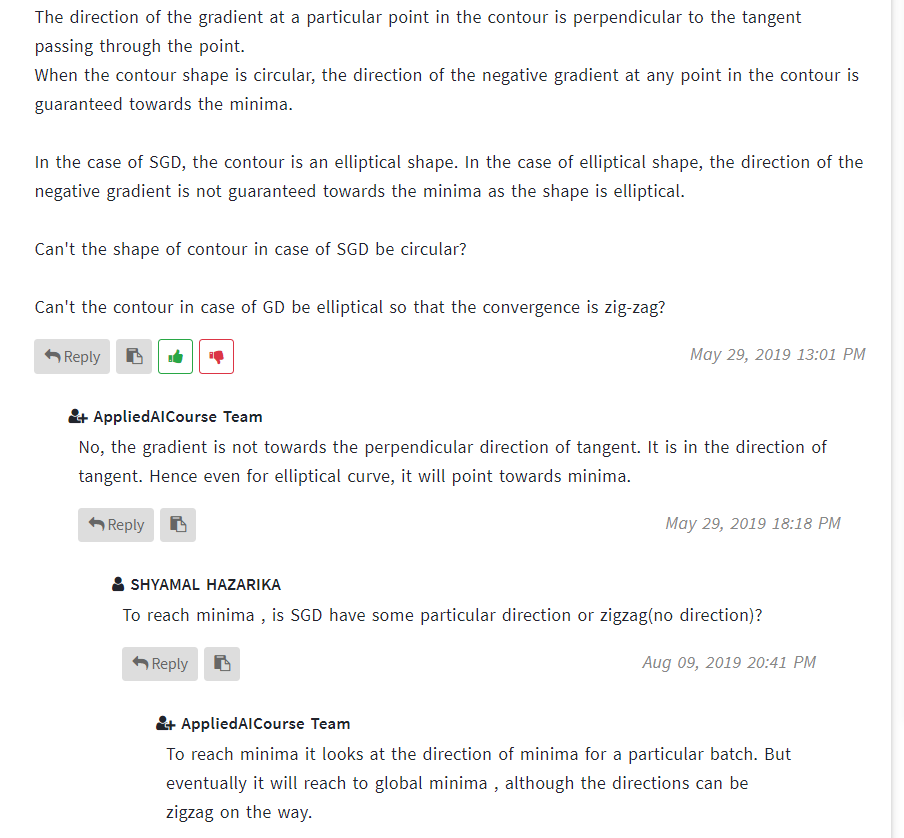 The direction of the gradient at a particular point in the contour is perpendicular to the tangent
passing through the point.
When the contour shape is circular, the direction of the negative gradient at any point in the contour is
guaranteed towards the minima.
In the case of SGD, the contour is an elliptical shape. In the case of elliptical shape, the direction of the
negative gradient is not guaranteed towards the minima as the shape is elliptical.
Can't the shape of contour in case of SGD be circular?
Can't the contour in case of GD be elliptical so that the convergence is zig-zag?
Reply
May 29, 2019 13:01 PM
AppliedAICourse Team
No, the gradient is not towards the perpendicular direction of tangent. It is in the direction of
tangent. Hence even for elliptical curve, it will point towards minima.
Reply
May 29, 2019 18:18 PM
SHYAMAL HAZARIKA
To reach minima , is SGD have some particular direction or zigzag(no direction)?
Reply
Aug 09, 2019 20:41 PM
AppliedAICourse Team
To reach minima it looks at the direction of minima for a particular batch. But
eventually it will reach to global minima , although the directions can be
zigzag on the way.